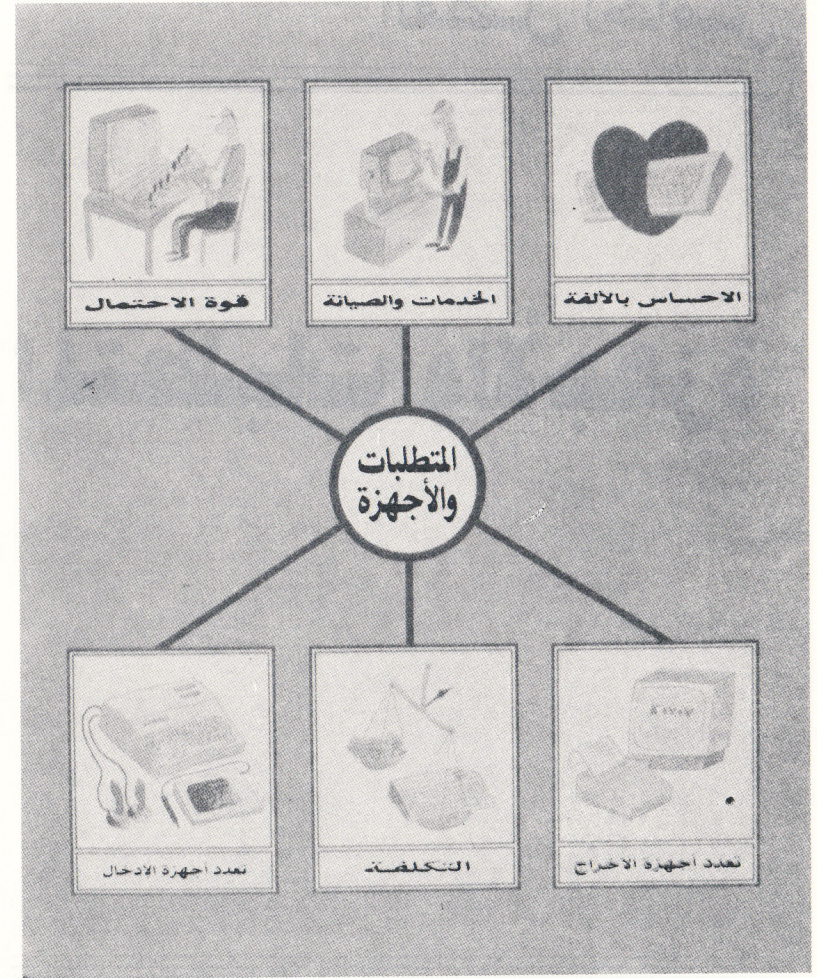 الاحساس بالألفة
الخدمات والصيانة
قوة الاحتمال
المتطلبات
والأجهزة
تعدد أجهزة الاخراج
التكلفة
تعدد أجهزة الادخال